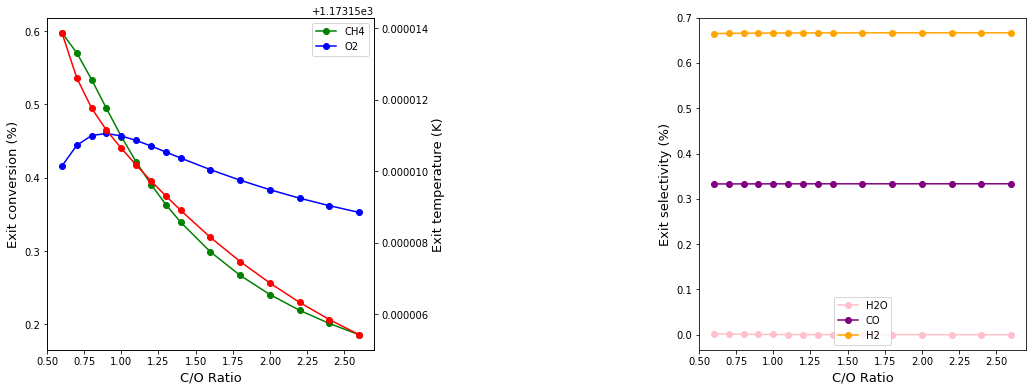 +1.17315e3
CH4
O2
0.6
0.5
0.4
0.3
0.2
Exit conversion (%)
0.000014
0.000012
0.000010
0.000008
0.000006
Exit temperature (K)
0.50 0.75 1.00 1.25 1.50 1.75 2.00 2.25 2.50
C/O Ratio
0.7
0.6
0.5
0.4
0.3
0.2
0.1
0.0
Exit selectivity (%)
H2O
CO
H2
0.50 0.75 1.00 1.25 1.50 1.75 2.00 2.25 2.50
C/O Ratio